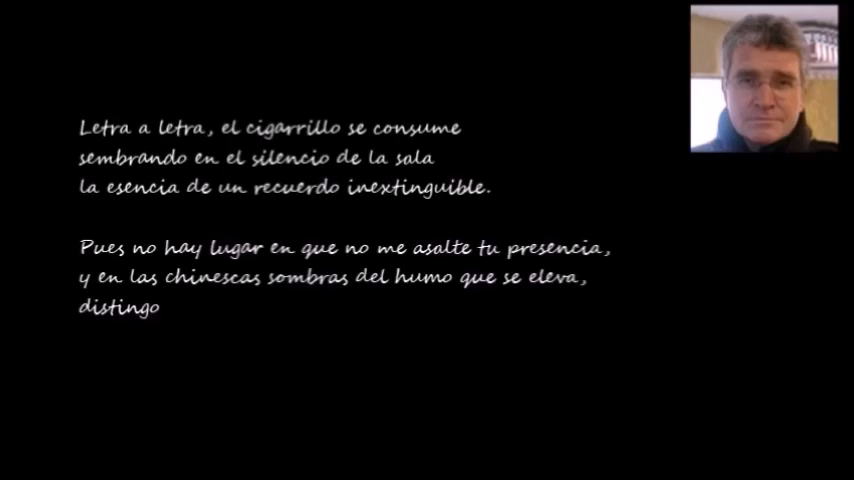 Letra a letra, el cigarrillo se consume
sembrando en el silencio de la sala
la esencia de un recuerdo inextinguible.
Pues no hay lugar en que no me asalte tu presencia,
y en las chinescas sombras del humo que se eleva,
distingo